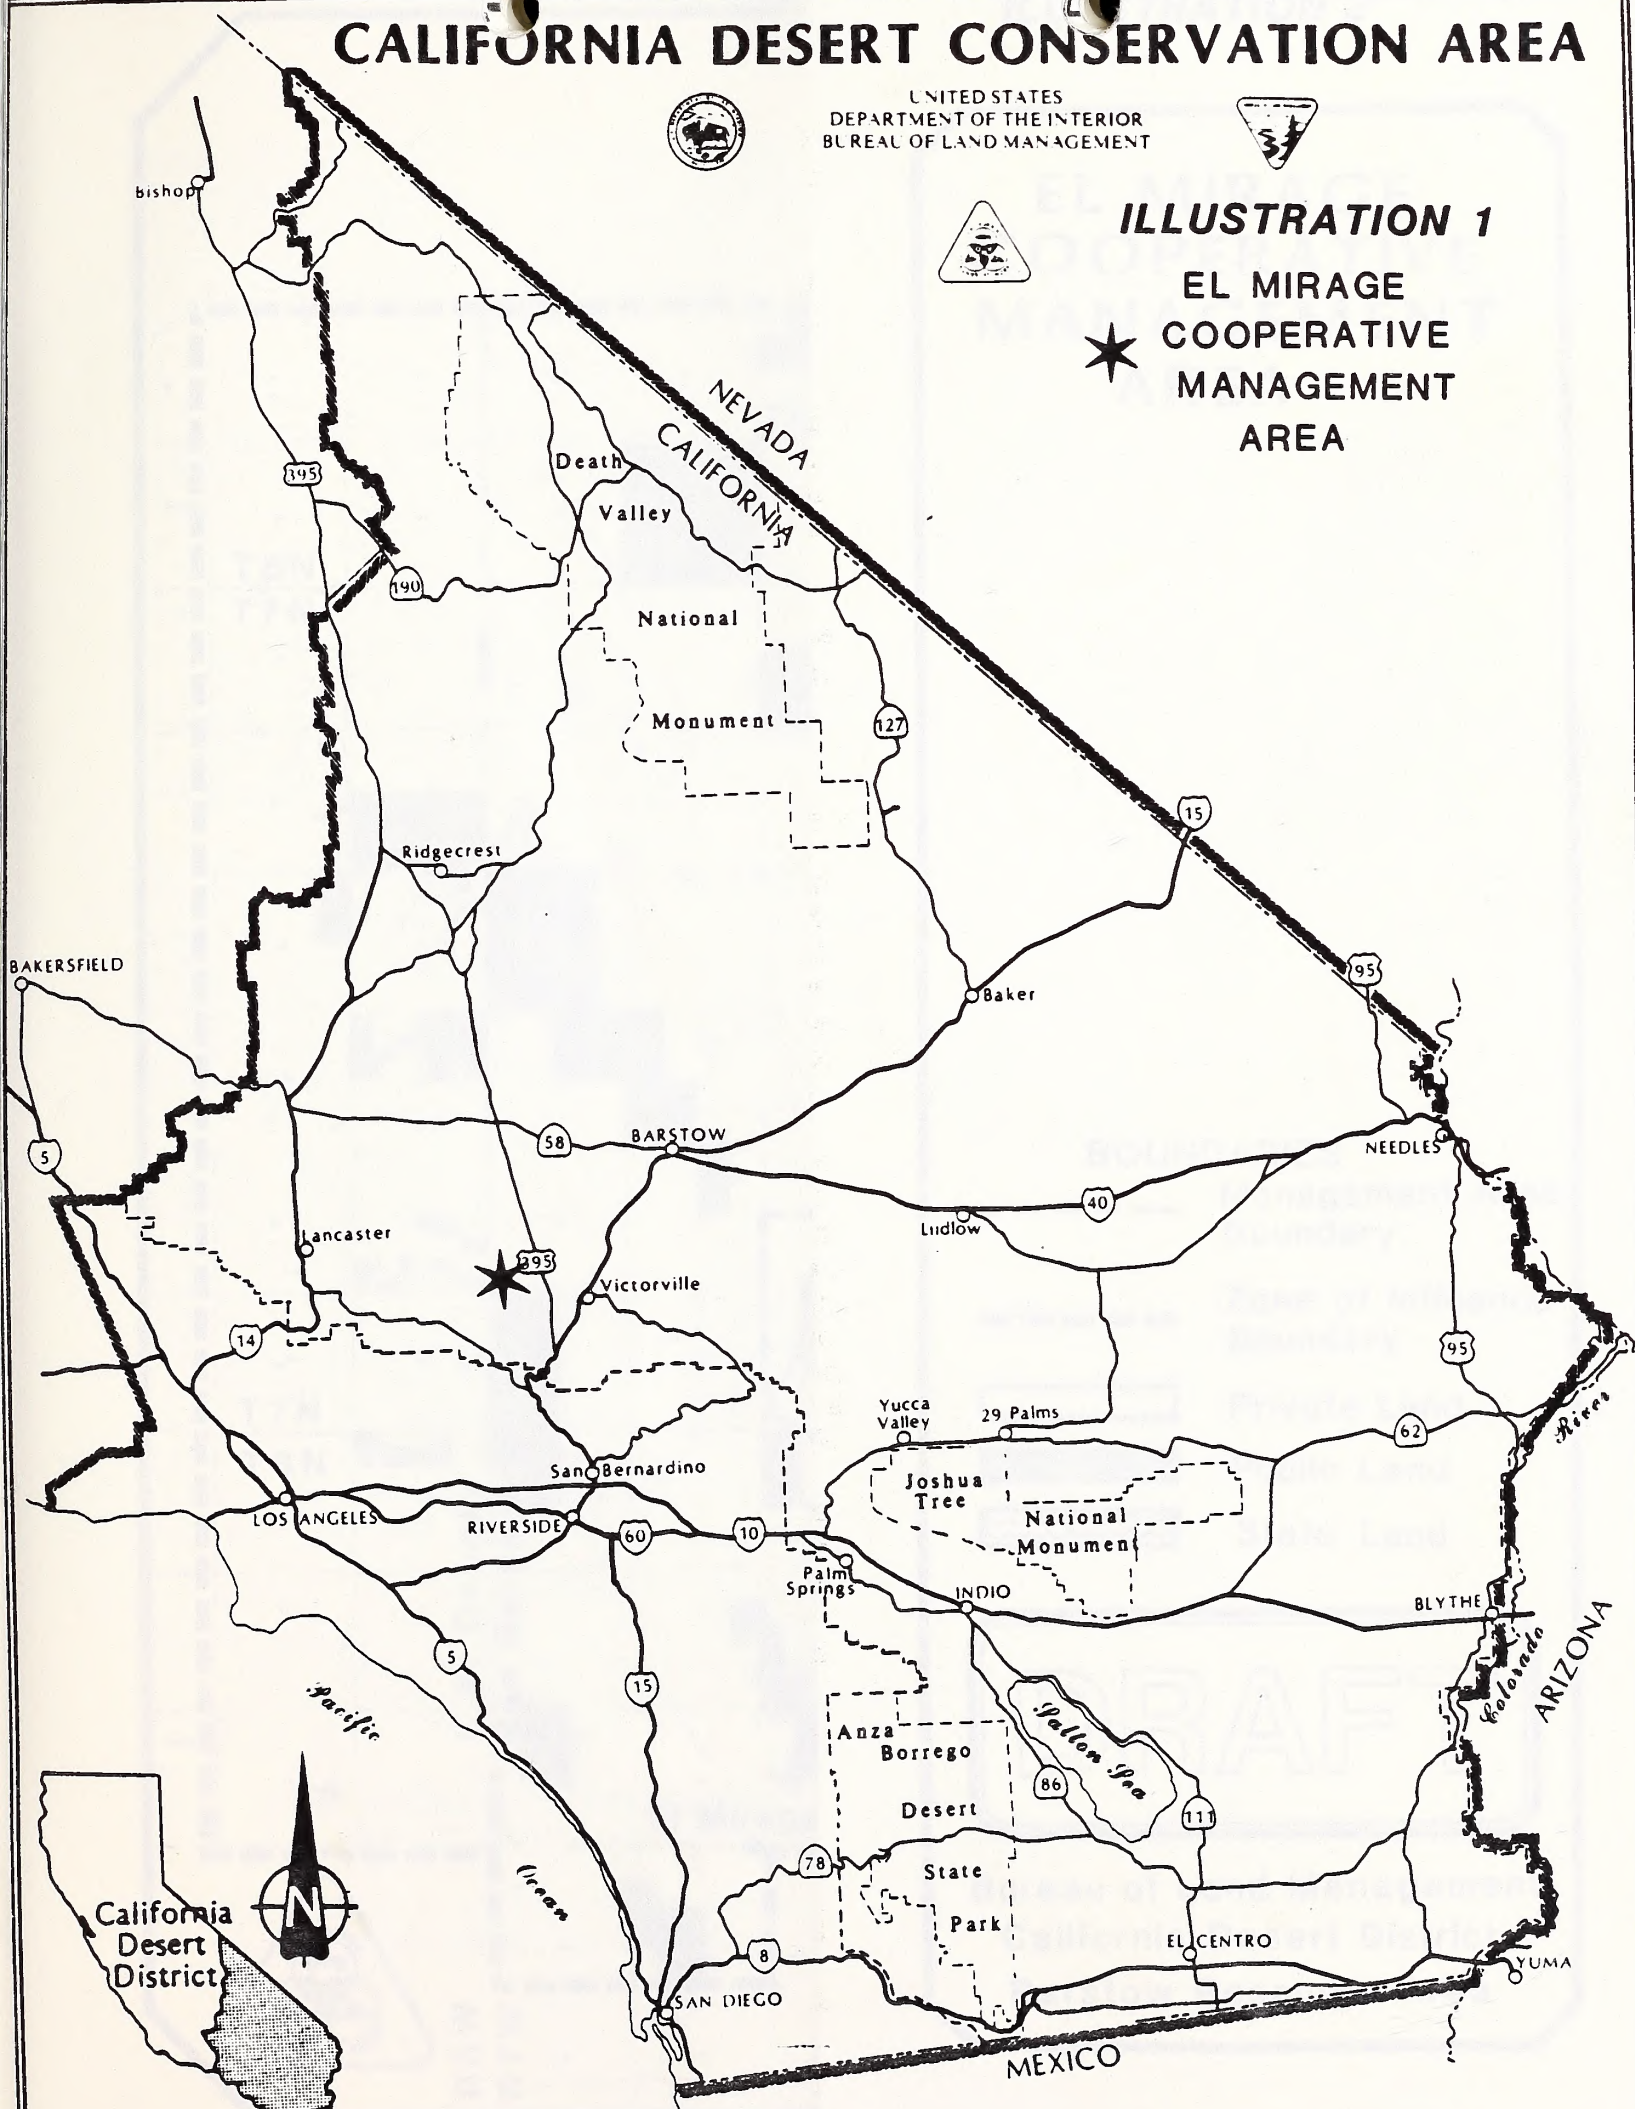 CALIFORNIA DESERT CONSERVATION AREA
UNITED STATES
DEPARTMENT OF THE INTERIOR
BUREAU OF LAND MANAGEMENT
ILLUSTRATION 1
EL MIRAGE
COOPERATIVE
MANAGEMENT
AREA
Bishop
NEVADA
CALIFORNIA
395
Death
Valley
190
National
Monument
127
15
Ridgecrest
BAKERSFIELD
95
Baker
5
58
BARSTOW
NEEDLES
40
Ludlow
Lancaster
395
Victorville
14
95
Yucca
Valley
29 Palms
62
River
San Bernardino
Joshua
Tree
National
Monument
LOS ANGELES
RIVERSIDE
60
10
Palm
Springs
INDIO
BLYTHE
Colorado
ARIZONA
5
15
Pacific
Ocean
Salton Sea
Anza
Borrego
Desert
State
Park
86
111
78
8
EL CENTRO
YUMA
SAN DIEGO
MEXICO
California
Desert
District
N